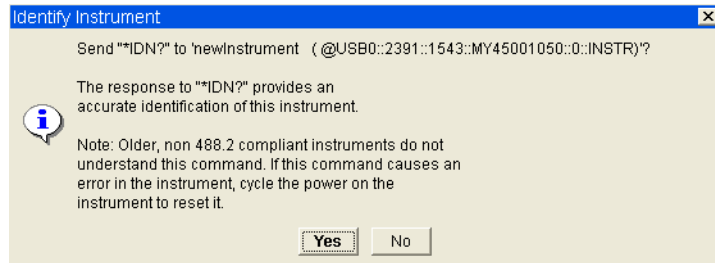 Identify Instrument
Send "*IDN?" to 'newInstrument ( @USB0::2391::1543::MY45001050::0::INSTR)'?
The response to "*IDN?" provides an
accurate identification of this instrument.
Note: Older, non 488.2 compliant instruments do not
understand this command. If this command causes an
error in the instrument, cycle the power on the
instrument to reset it.
Yes No